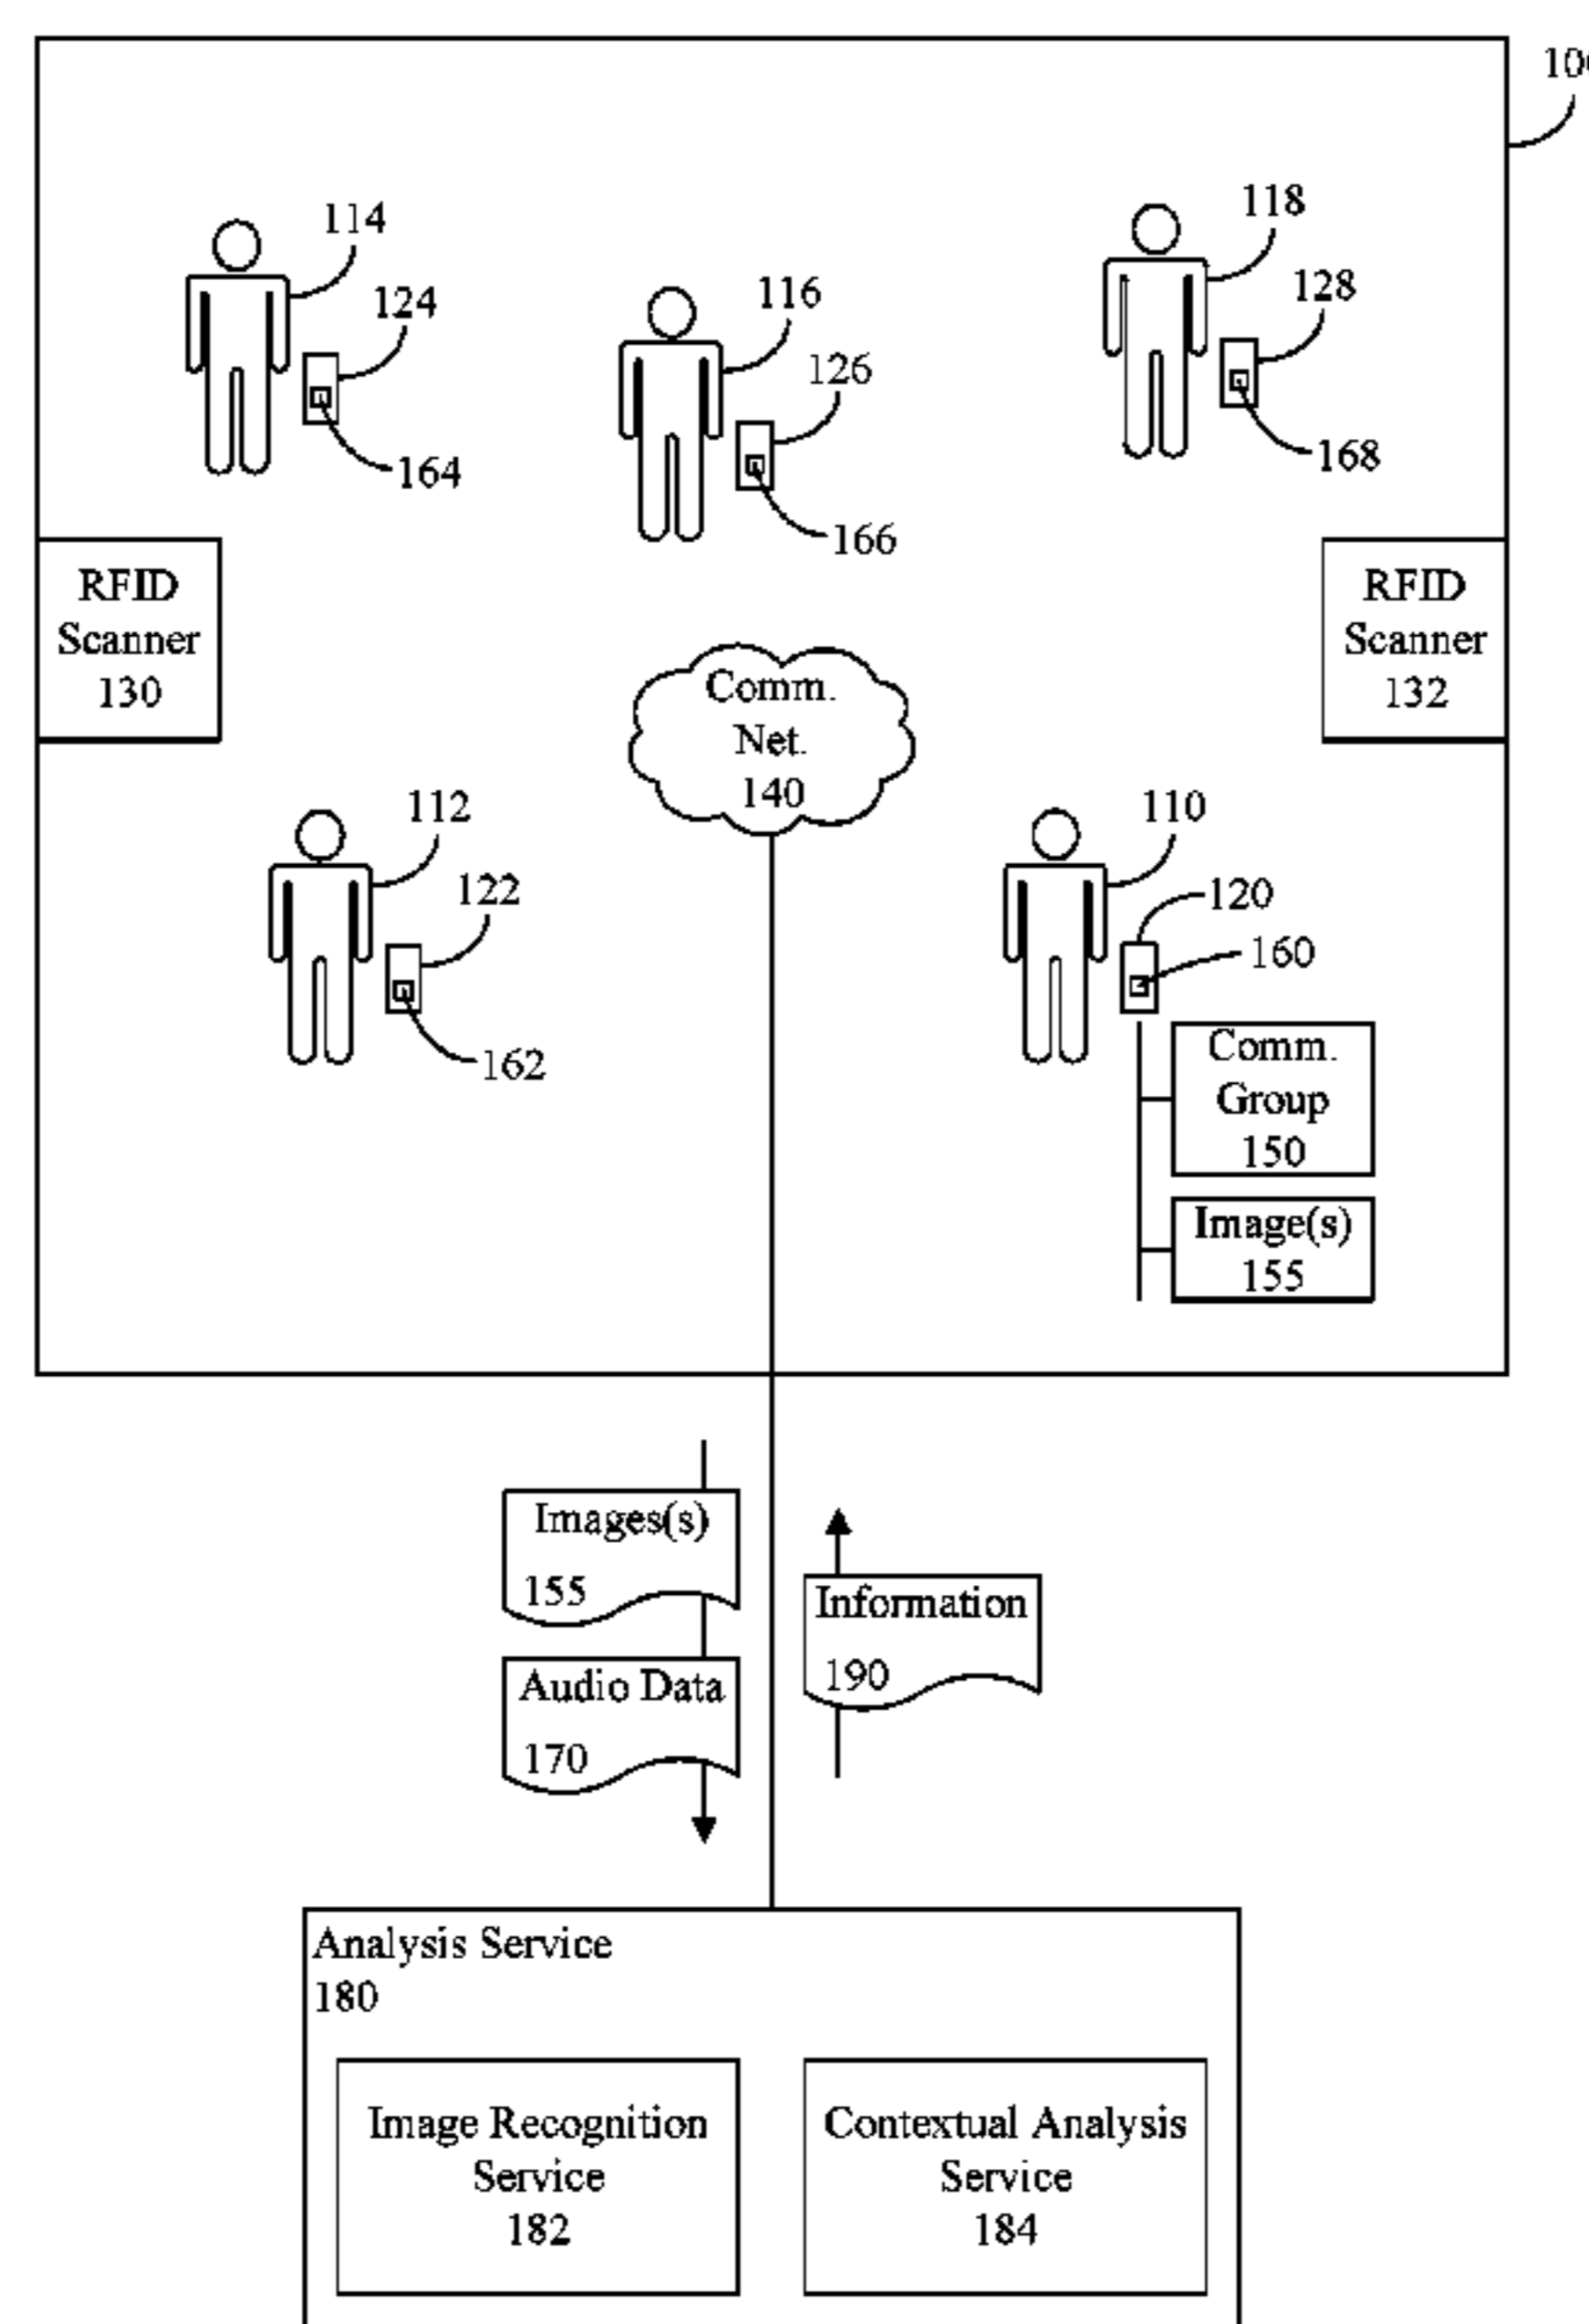 114
124
164
116
126
166
118
128
168
RFID
Scanner
130
RFID
Scanner
132
Comm.
Net.
140
112
122
162
110
120
160
Comm.
Group
150
Image(s)
155
Images(s)
155
Audio Data
170
Information
190
Analysis Service
180
Image Recognition
Service
182
Contextual Analysis
Service
184